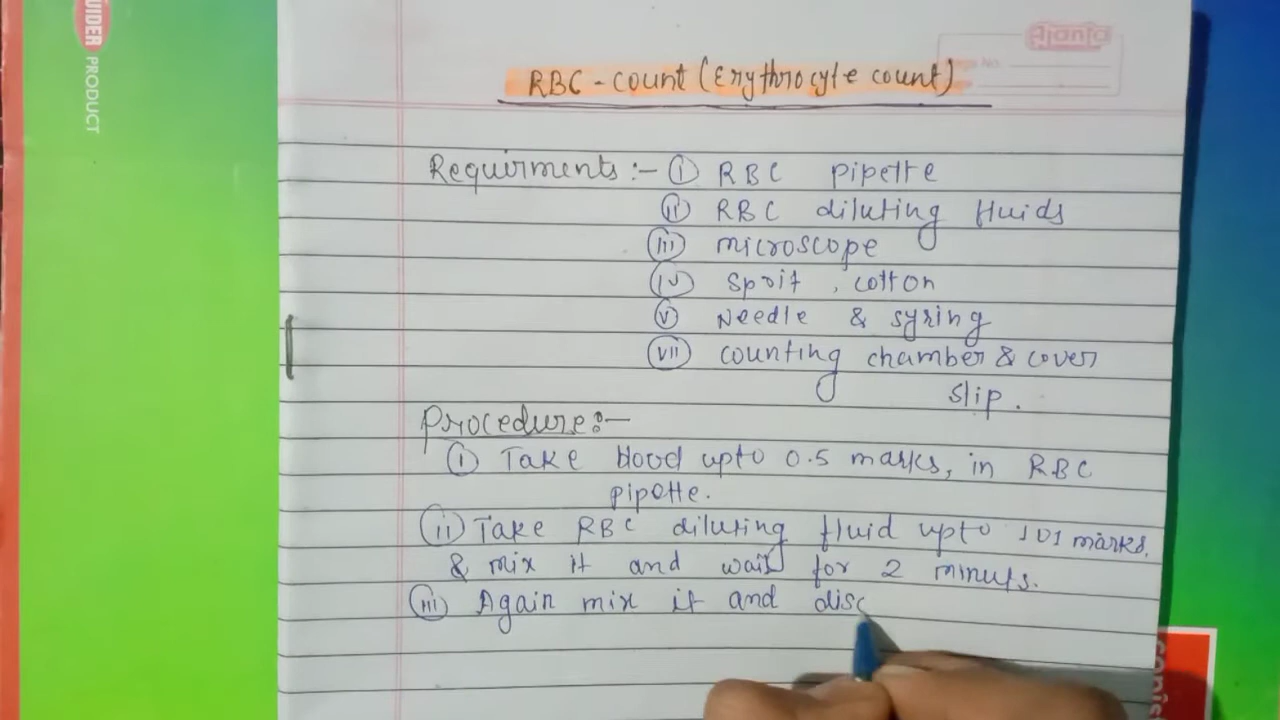 UIDER PRODUCT
Ajanta
RBC - count (Erythrocyte count)
Requirments :- (i) RBC pipette
(ii) RBC diluting fluids
(iii) microscope
(iv) sprit, cotton
(v) Needle & syring
(vii) counting chamber & cover
slip.
Procedure:-
(i) Take blood upto 0.5 marks, in RBC
pipette.
(ii) Take RBC diluting fluid upto 101 marks.
& mix it and wait for 2 minuts.
(iii) Again mix it and disc